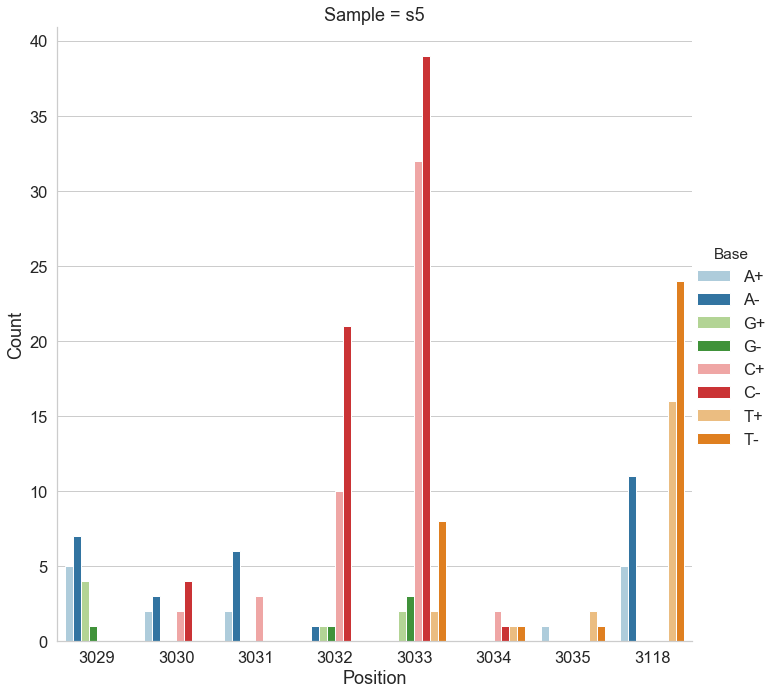 Sample = s5
40
35
30
25
20
15
10
5
0
Count
3029 3030 3031 3032 3033 3034 3035 3118
Position
Base
A+
A-
G+
G-
C+
C-
T+
T-